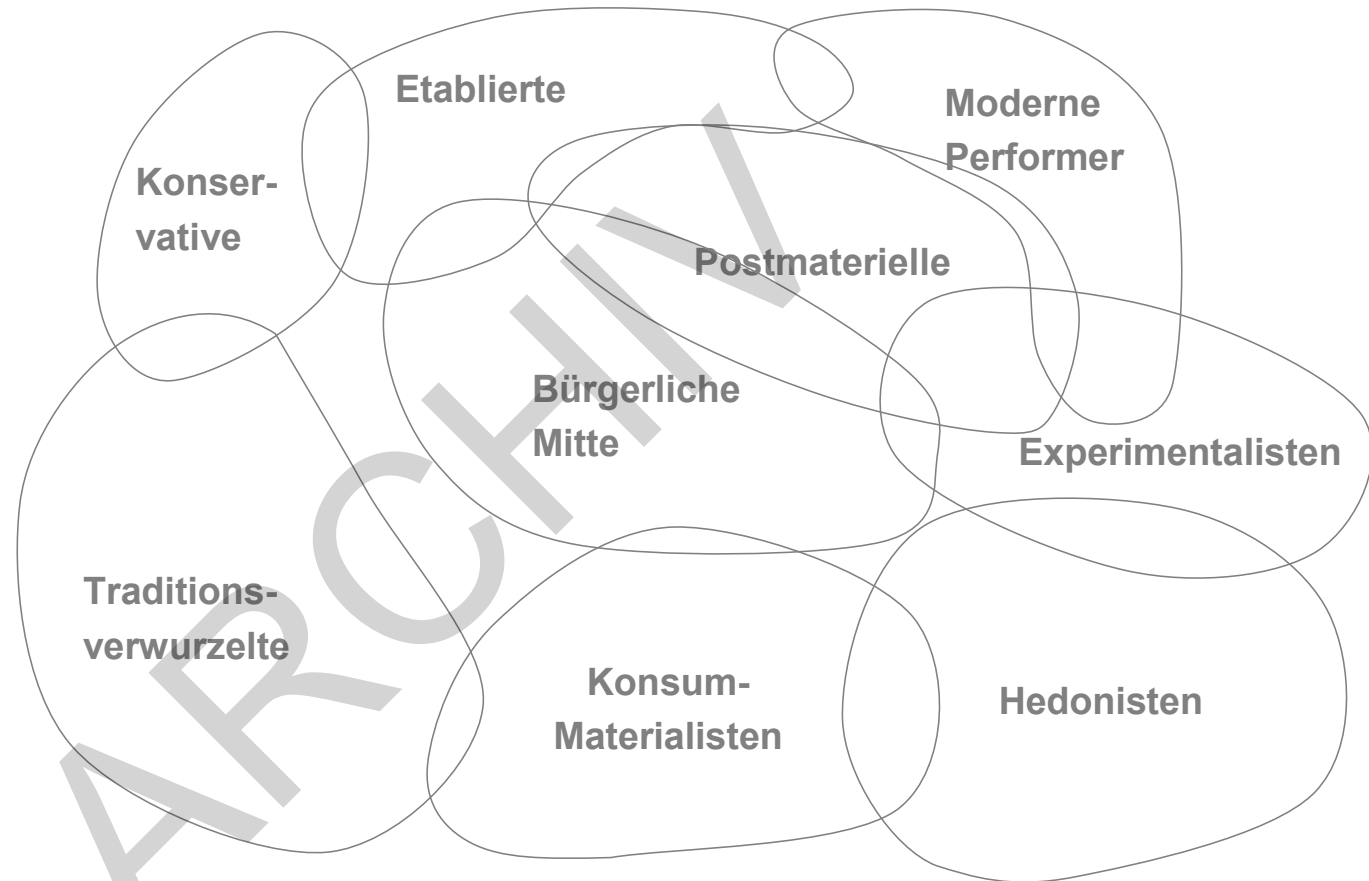 Etablierte
Moderne
Performer
Konser-
vative
Postmaterielle
Bürgerliche
Mitte
Experimentalisten
Traditions-
verwurzelte
Konsum-
Materialisten
Hedonisten
ARCHIV